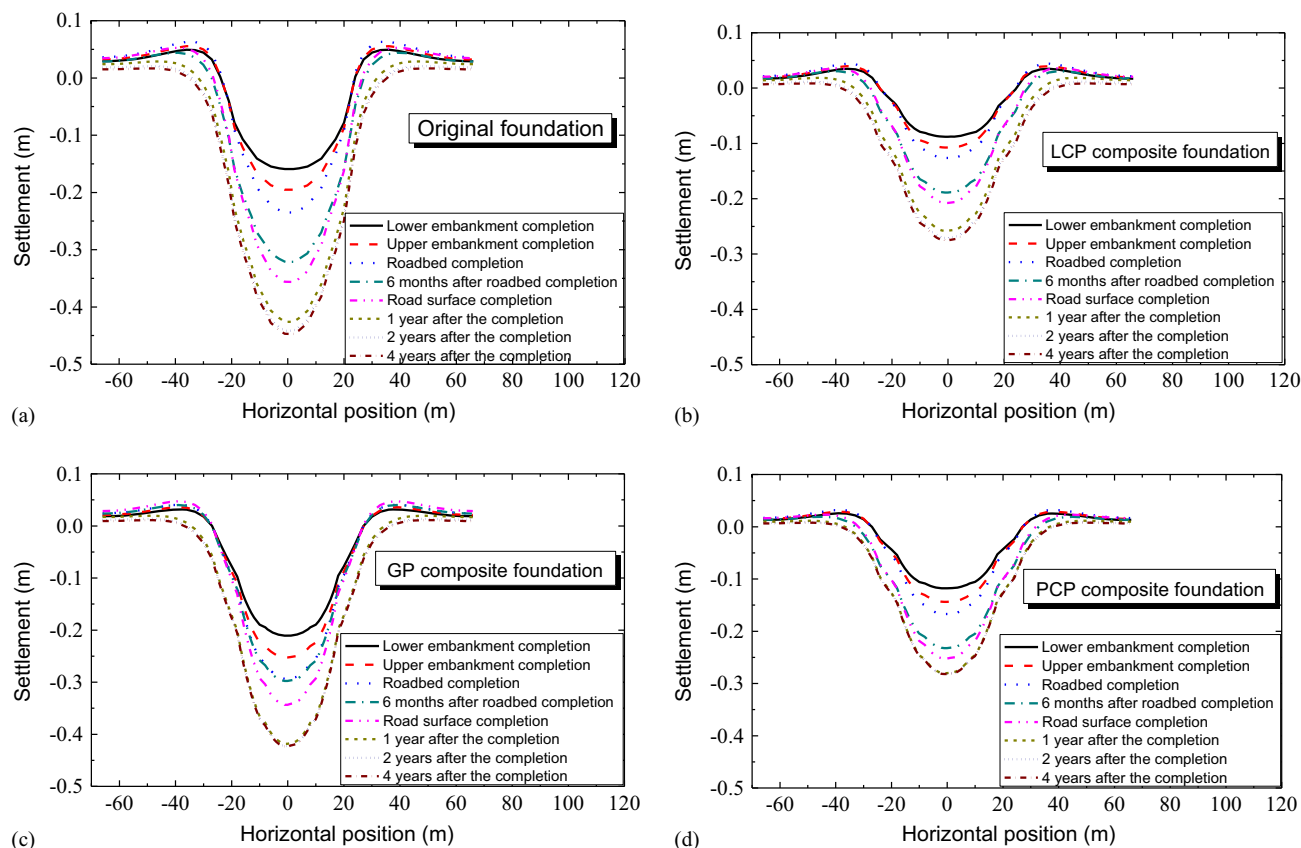 0.1
0.0
-0.1
-0.2
-0.3
-0.4
-0.5
Settlement (m)
Original foundation
Lower embankment completion
Upper embankment completion
Roadbed completion
6 months after roadbed completion
Road surface completion
1 year after the completion
2 years after the completion
4 years after the completion
-60 -40 -20 0 20 40 60 80 100 120
Horizontal position (m)
(a)
0.1
0.0
-0.1
-0.2
-0.3
-0.4
-0.5
Settlement (m)
LCP composite foundation
Lower embankment completion
Upper embankment completion
Roadbed completion
6 months after roadbed completion
Road surface completion
1 year after the completion
2 years after the completion
4 years after the completion
-60 -40 -20 0 20 40 60 80 100 120
Horizontal position (m)
(b)
0.1
0.0
-0.1
-0.2
-0.3
-0.4
-0.5
Settlement (m)
GP composite foundation
Lower embankment completion
Upper embankment completion
Roadbed completion
6 months after roadbed completion
Road surface completion
1 year after the completion
2 years after the completion
4 years after the completion
-60 -40 -20 0 20 40 60 80 100 120
Horizontal position (m)
(c)
0.1
0.0
-0.1
-0.2
-0.3
-0.4
-0.5
Settlement (m)
PCP composite foundation
Lower embankment completion
Upper embankment completion
Roadbed completion
6 months after roadbed completion
Road surface completion
1 year after the completion
2 years after the completion
4 years after the completion
-60 -40 -20 0 20 40 60 80 100 120
Horizontal position (m)
(d)